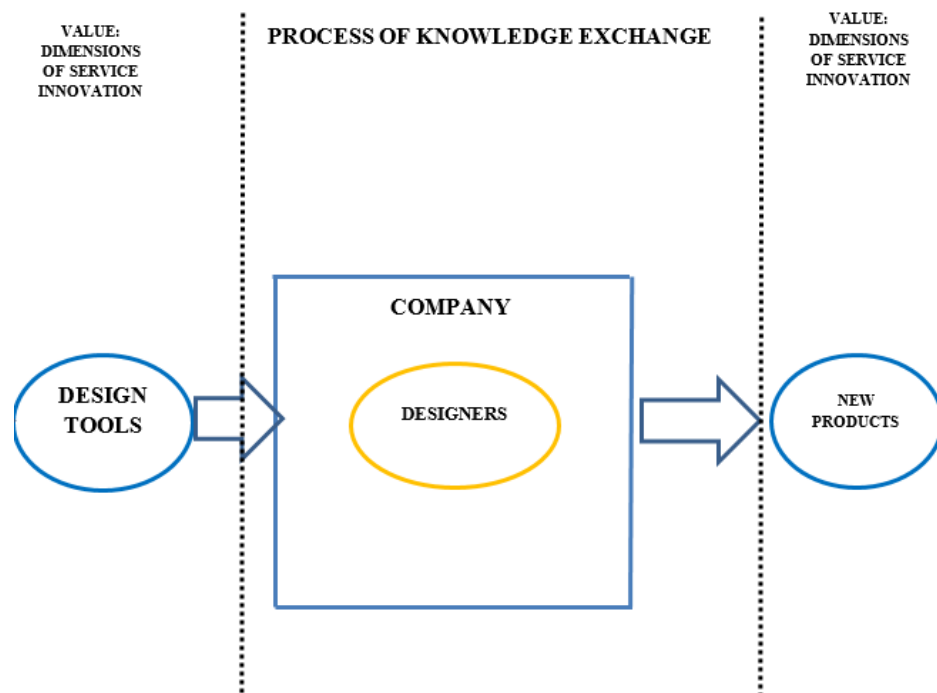 VALUE:
DIMENSIONS
OF SERVICE
INNOVATION
PROCESS OF KNOWLEDGE EXCHANGE
VALUE:
DIMENSIONS
OF SERVICE
INNOVATION
COMPANY
DESIGN
TOOLS
DESIGNERS
NEW
PRODUCTS